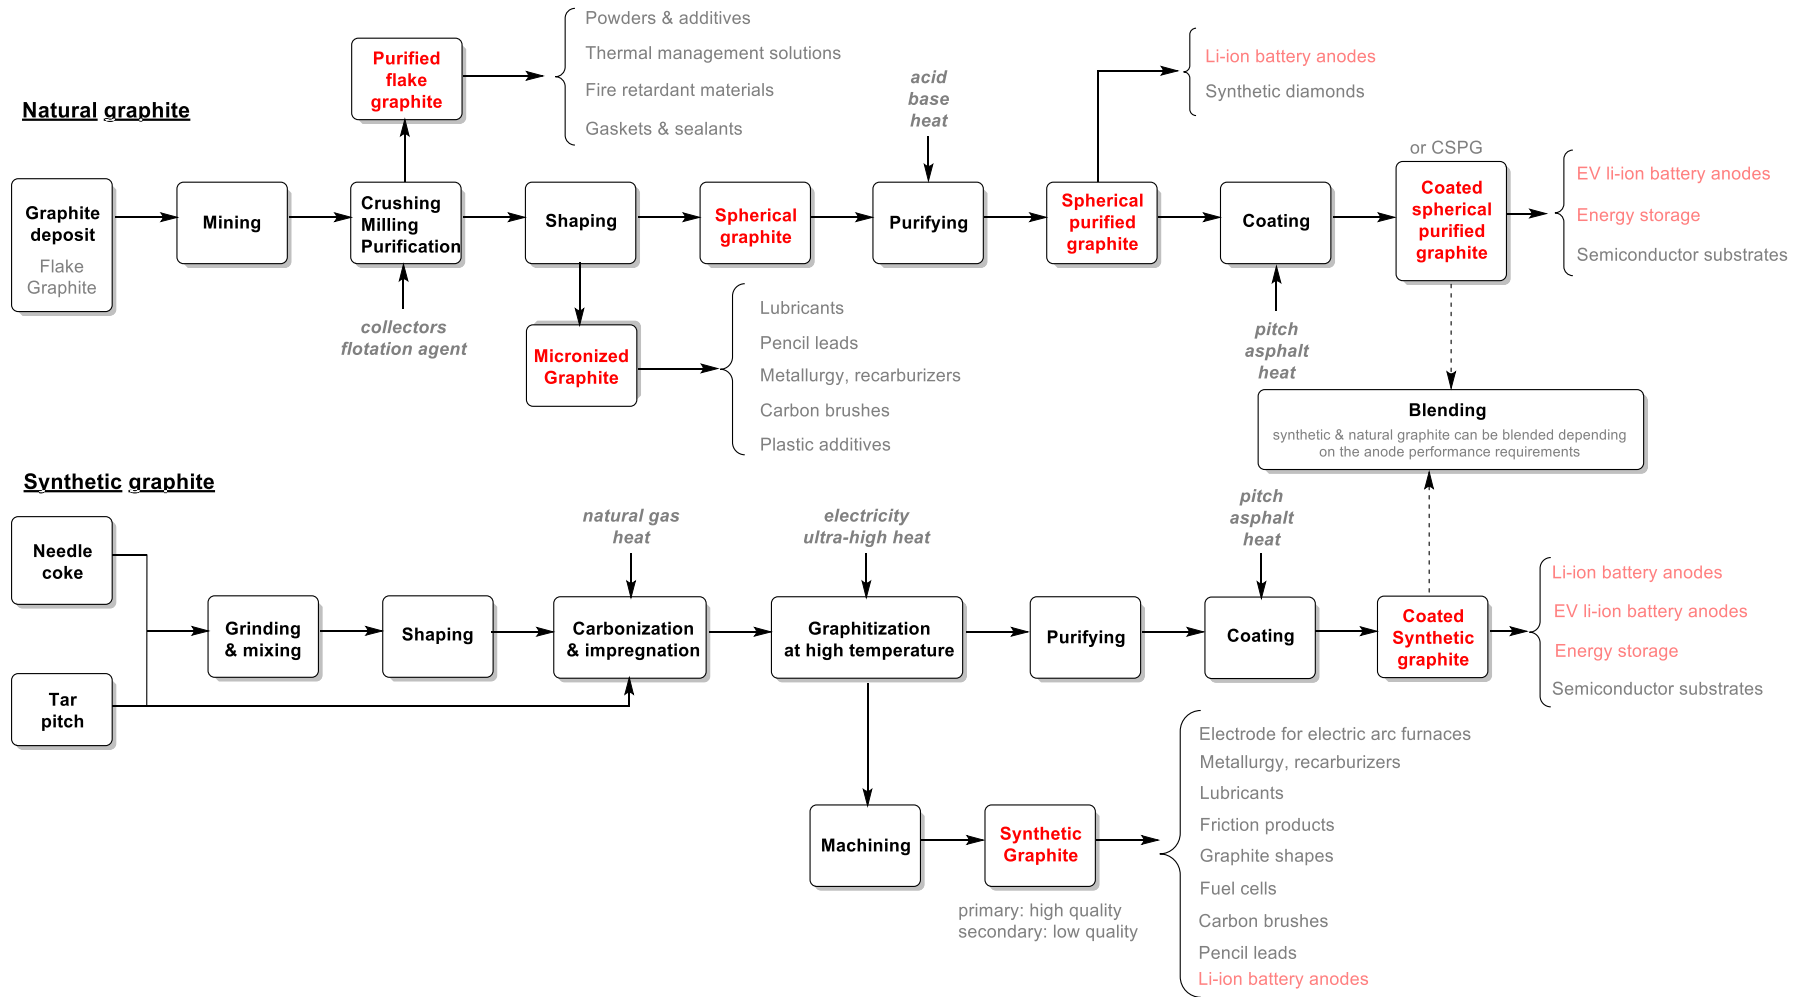 Natural graphite
Graphite
deposit
Flake
Graphite
Mining
Crushing
Milling
Purification
collectors
flotation agent
Purified
flake
graphite
Powders & additives
Thermal management solutions
Fire retardant materials
Gaskets & sealants
Shaping
Micronized
Graphite
Lubricants
Pencil leads
Metallurgy, recarburizers
Carbon brushes
Plastic additives
Spherical
graphite
acid
base
heat
Purifying
Spherical
purified
graphite
Li-ion battery anodes
Synthetic diamonds
Coating
pitch
asphalt
heat
or CSPG
Coated
spherical
purified
graphite
EV li-ion battery anodes
Energy storage
Semiconductor substrates
Blending
synthetic & natural graphite can be blended depending
on the anode performance requirements
Synthetic graphite
Needle
coke
Tar
pitch
Grinding
& mixing
Shaping
natural gas
heat
Carbonization
& impregnation
electricity
ultra-high heat
Graphitization
at high temperature
Purifying
pitch
asphalt
heat
Coating
Coated
Synthetic
graphite
Li-ion battery anodes
EV li-ion battery anodes
Energy storage
Semiconductor substrates
Machining
Synthetic
Graphite
primary: high quality
secondary: low quality
Electrode for electric arc furnaces
Metallurgy, recarburizers
Lubricants
Friction products
Graphite shapes
Fuel cells
Carbon brushes
Pencil leads
Li-ion battery anodes